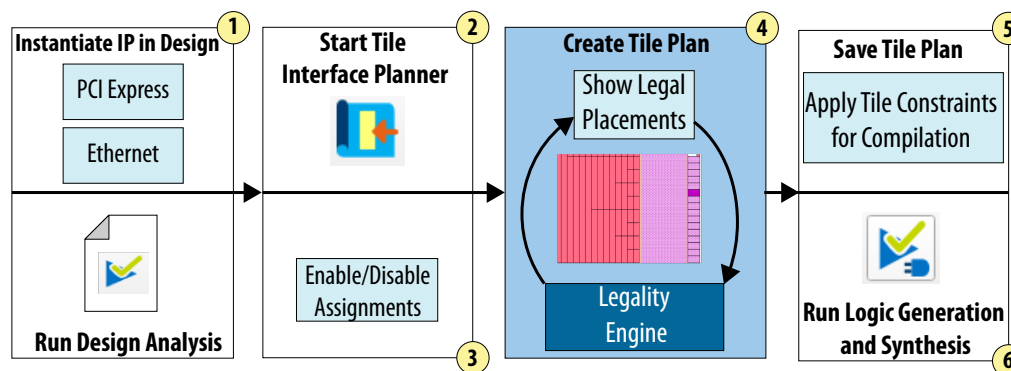 1
Instantiate IP in Design
PCI Express
Ethernet
Run Design Analysis
2
Start Tile
Interface Planner
Enable/Disable
Assignments
3
4
Create Tile Plan
Show Legal
Placements
Legality
Engine
5
Save Tile Plan
Apply Tile Constraints
for Compilation
Run Logic Generation
and Synthesis
6